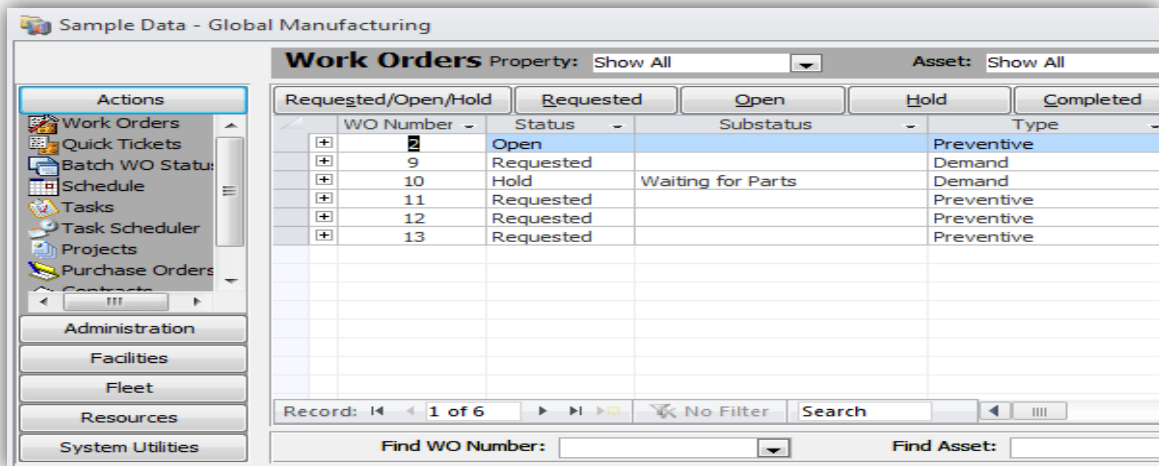 Sample Data - Global Manufacturing
Work Orders Property: Show All Asset: Show All
Actions
Requested/Open/Hold Requested Open Hold Completed
WO Number Status Substatus Type
Work Orders
Quick Tickets
Batch WO Status
Schedule
Tasks
Task Scheduler
Projects
Purchase Orders
Contracts
2 Open Preventive
9 Requested Demand
10 Hold Waiting for Parts Demand
11 Requested Preventive
12 Requested Preventive
13 Requested Preventive
Administration
Facilities
Fleet
Resources
System Utilities
Record: 1 of 6 No Filter Search
Find WO Number: Find Asset: